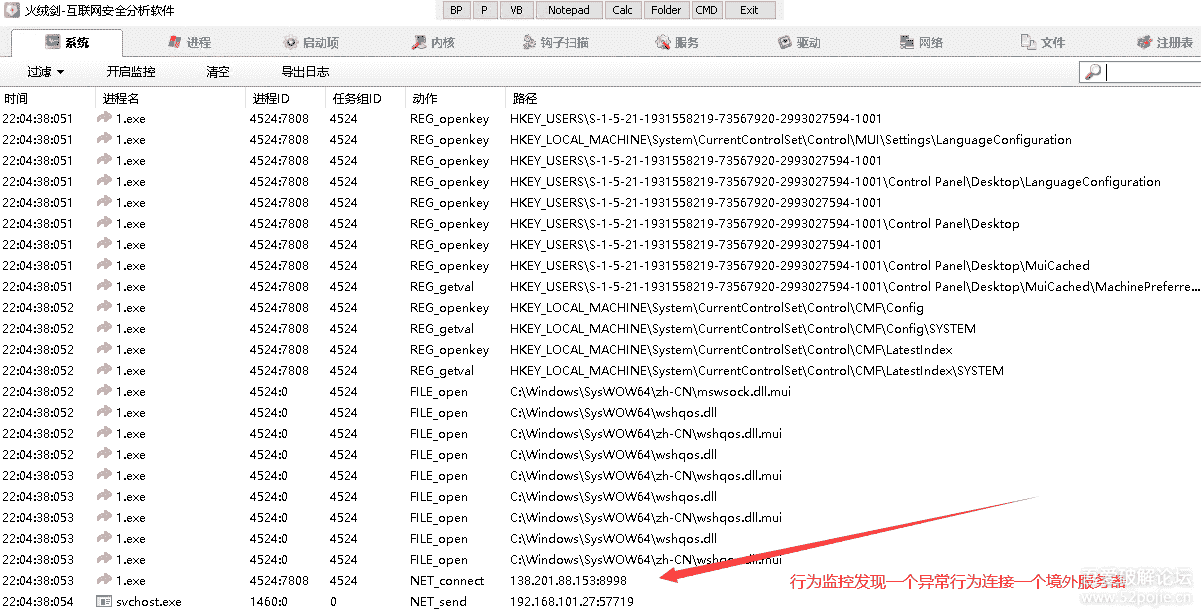 火绒剑-互联网安全分析软件
BP P VB Notepad Calc Folder CMD Exit
系统 进程 启动项 内核 钩子扫描 服务 驱动 网络 文件 注册表
过滤 开启监控 清空 导出日志
时间 进程名 进程ID 任务组ID 动作 路径
22:04:38:051 1.exe 4524:7808 4524 REG_openkey HKEY_USERS\S-1-5-21-1931558219-73567920-2993027594-1001
22:04:38:051 1.exe 4524:7808 4524 REG_openkey HKEY_LOCAL_MACHINE\System\CurrentControlSet\Control\MUI\Settings\LanguageConfiguration
22:04:38:051 1.exe 4524:7808 4524 REG_openkey HKEY_USERS\S-1-5-21-1931558219-73567920-2993027594-1001
22:04:38:051 1.exe 4524:7808 4524 REG_openkey HKEY_USERS\S-1-5-21-1931558219-73567920-2993027594-1001\Control Panel\Desktop\LanguageConfiguration
22:04:38:051 1.exe 4524:7808 4524 REG_openkey HKEY_USERS\S-1-5-21-1931558219-73567920-2993027594-1001
22:04:38:051 1.exe 4524:7808 4524 REG_openkey HKEY_USERS\S-1-5-21-1931558219-73567920-2993027594-1001\Control Panel\Desktop
22:04:38:051 1.exe 4524:7808 4524 REG_openkey HKEY_USERS\S-1-5-21-1931558219-73567920-2993027594-1001
22:04:38:051 1.exe 4524:7808 4524 REG_openkey HKEY_USERS\S-1-5-21-1931558219-73567920-2993027594-1001\Control Panel\Desktop\MuiCached
22:04:38:051 1.exe 4524:7808 4524 REG_getval HKEY_USERS\S-1-5-21-1931558219-73567920-2993027594-1001\Control Panel\Desktop\MuiCached\MachinePreferre...
22:04:38:052 1.exe 4524:7808 4524 REG_openkey HKEY_LOCAL_MACHINE\System\CurrentControlSet\Control\CMF\Config
22:04:38:052 1.exe 4524:7808 4524 REG_getval HKEY_LOCAL_MACHINE\System\CurrentControlSet\Control\CMF\Config\SYSTEM
22:04:38:052 1.exe 4524:7808 4524 REG_openkey HKEY_LOCAL_MACHINE\System\CurrentControlSet\Control\CMF\LatestIndex
22:04:38:052 1.exe 4524:7808 4524 REG_getval HKEY_LOCAL_MACHINE\System\CurrentControlSet\Control\CMF\LatestIndex\SYSTEM
22:04:38:052 1.exe 4524:0 4524 FILE_open C:\Windows\SysWOW64\zh-CN\mswsock.dll.mui
22:04:38:052 1.exe 4524:0 4524 FILE_open C:\Windows\SysWOW64\wshqos.dll
22:04:38:052 1.exe 4524:0 4524 FILE_open C:\Windows\SysWOW64\zh-CN\wshqos.dll.mui
22:04:38:052 1.exe 4524:0 4524 FILE_open C:\Windows\SysWOW64\wshqos.dll
22:04:38:053 1.exe 4524:0 4524 FILE_open C:\Windows\SysWOW64\zh-CN\wshqos.dll.mui
22:04:38:053 1.exe 4524:0 4524 FILE_open C:\Windows\SysWOW64\wshqos.dll
22:04:38:053 1.exe 4524:0 4524 FILE_open C:\Windows\SysWOW64\zh-CN\wshqos.dll.mui
22:04:38:053 1.exe 4524:0 4524 FILE_open C:\Windows\SysWOW64\wshqos.dll
22:04:38:053 1.exe 4524:0 4524 FILE_open C:\Windows\SysWOW64\zh-CN\wshqos.dll.mui
22:04:38:053 1.exe 4524:7808 4524 NET_connect 138.201.88.153:8998
行为监控发现一个异常行为连接一个境外服务器
吾爱破解论坛
22:04:38:054 svchost.exe 1460:0 0 NET_send 192.168.101.27:57719
www.52pojie.cn